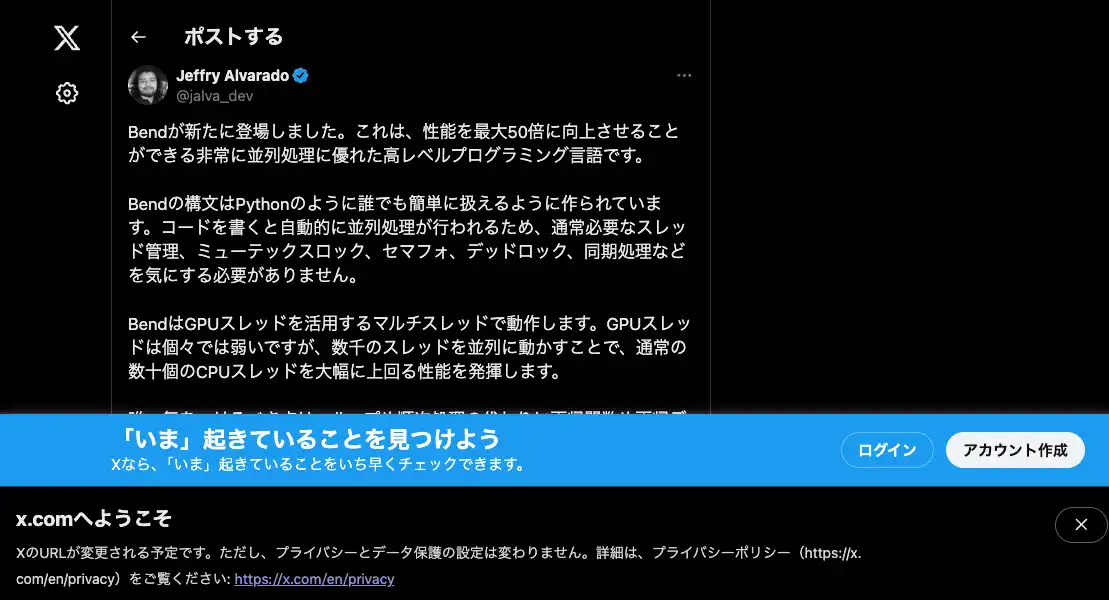 ポストする
Jeffry Alvarado
@jalva_dev
Bendが新たに登場しました。これは、性能を最大50倍に向上させること
ができる非常に並列処理に優れた高レベルプログラミング言語です。
Bendの構文はPythonのように誰でも簡単に扱えるように作られていま
す。コードを書くと自動的に並列処理が行われるため、通常必要なスレッ
ド管理、ミューテックスロック、セマフォ、デッドロック、同期処理など
を気にする必要がありません。
BendはGPUスレッドを活用するマルチスレッドで動作します。GPUスレッ
ドは個々では弱いですが、数千のスレッドを並列に動かすことで、通常の
数十個のCPUスレッドを大幅に上回る性能を発揮します。
「いま」起きていることを見つけよう
Xなら、「いま」起きていることをいち早くチェックできます。
ログイン
アカウント作成
x.comへようこそ
XのURLが変更される予定です。ただし、プライバシーとデータ保護の設定は変わりません。詳細は、プライバシーポリシー（https://x.
com/en/privacy）をご覧ください: https://x.com/en/privacy